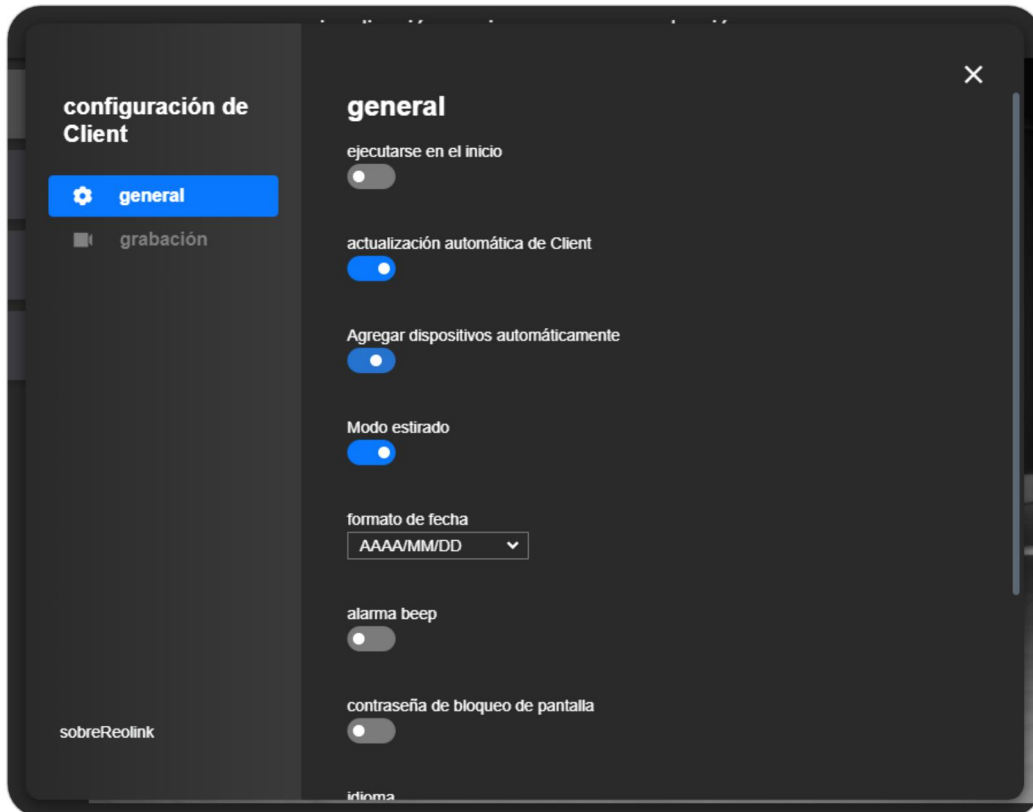 configuración de
Client
general
grabación
sobreReolink
general
ejecutarse en el inicio
actualización automática de Client
Agregar dispositivos automáticamente
Modo estirado
formato de fecha
AAAA/MM/DD
alarma beep
contraseña de bloqueo de pantalla
idioma